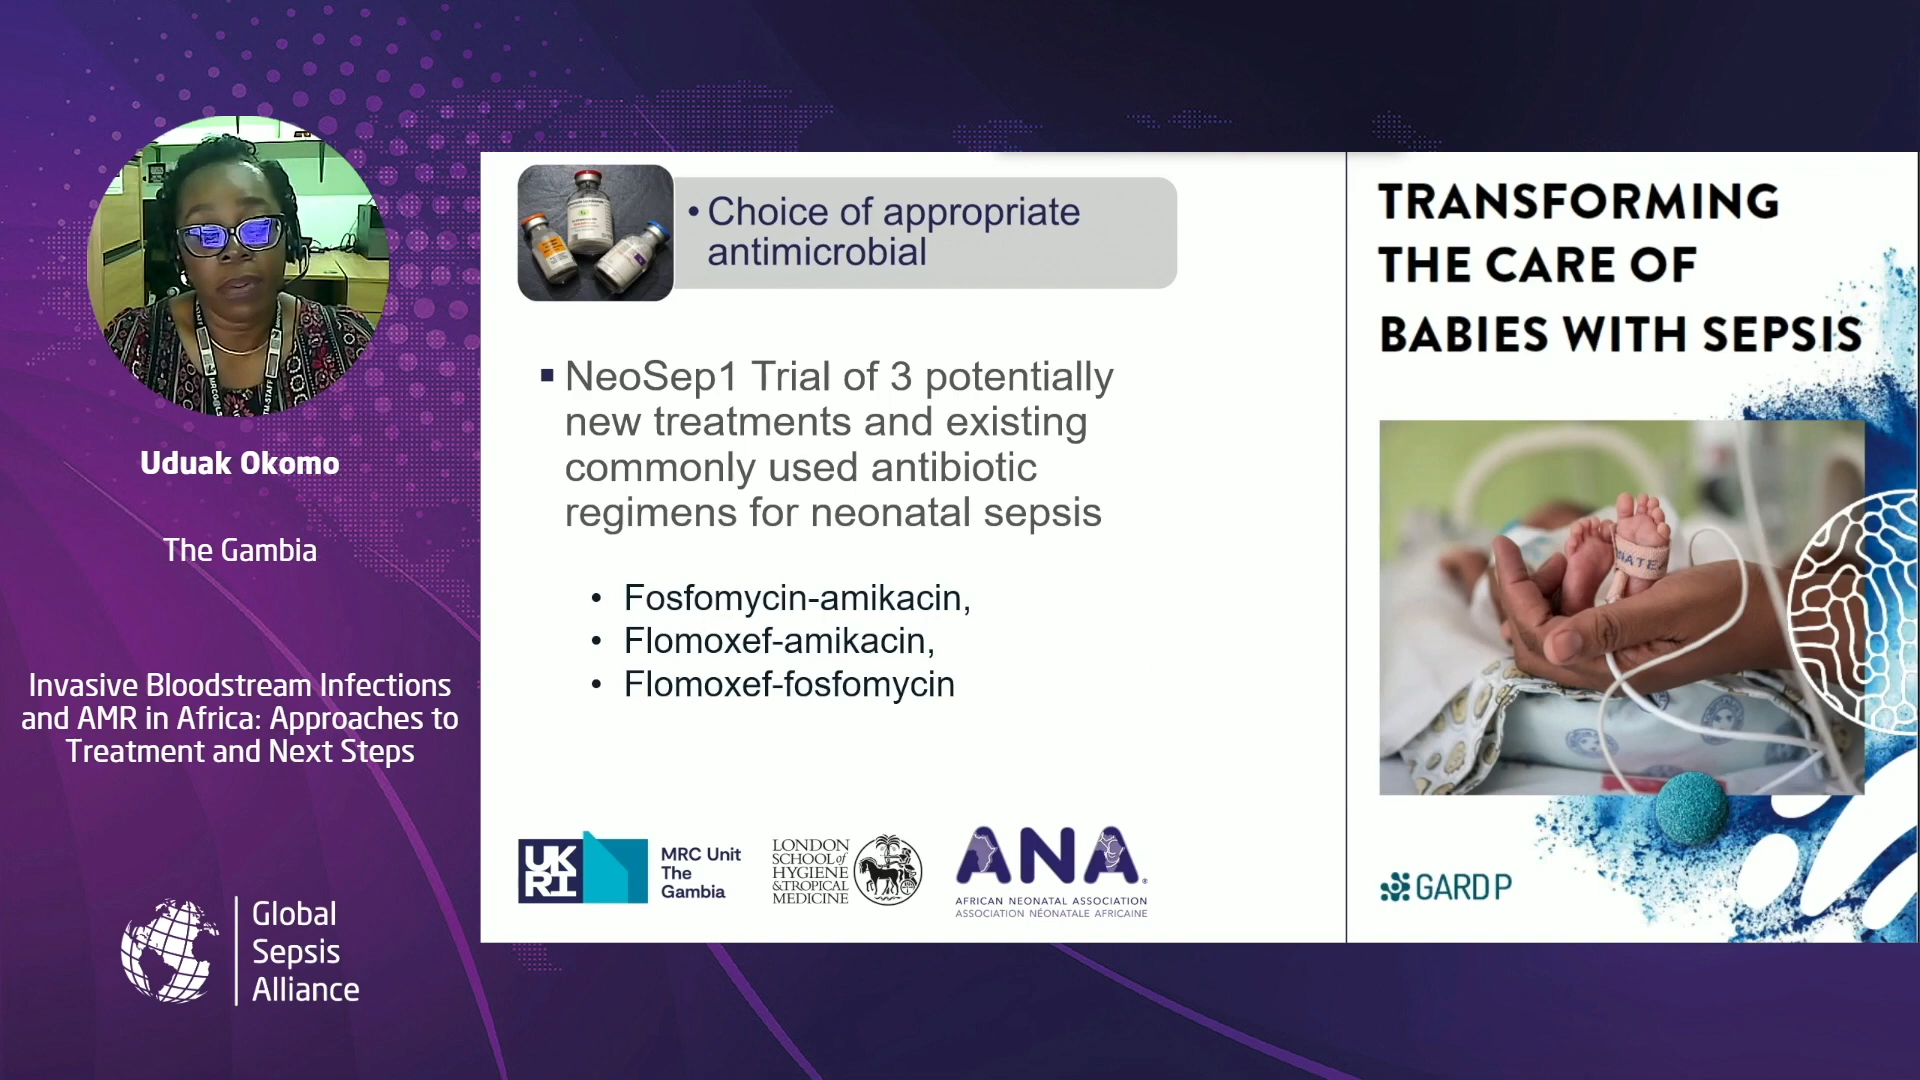 Uduak Okomo
The Gambia
Invasive Bloodstream Infections
and AMR in Africa: Approaches to
Treatment and Next Steps
Global
Sepsis
Alliance
• Choice of appropriate
antimicrobial
▪ NeoSep1 Trial of 3 potentially
new treatments and existing
commonly used antibiotic
regimens for neonatal sepsis
• Fosfomycin-amikacin,
• Flomoxef-amikacin,
• Flomoxef-fosfomycin
UK
RI
MRC Unit
The
Gambia
LONDON
SCHOOL of
HYGIENE
& TROPICAL
MEDICINE
ANA
AFRICAN NEONATAL ASSOCIATION
ASSOCIATION NÉONATALE AFRICAINE
TRANSFORMING
THE CARE OF
BABIES WITH SEPSIS
GARDP